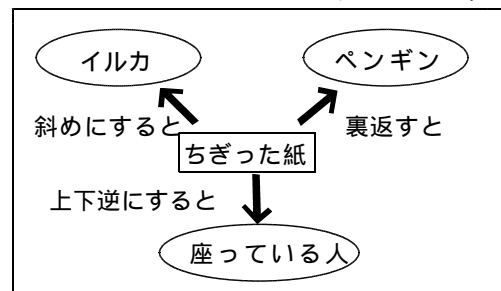 イルカ
ペンギン
斜めにすると
裏返すと
ちぎった紙
上下逆にすると
座っている人